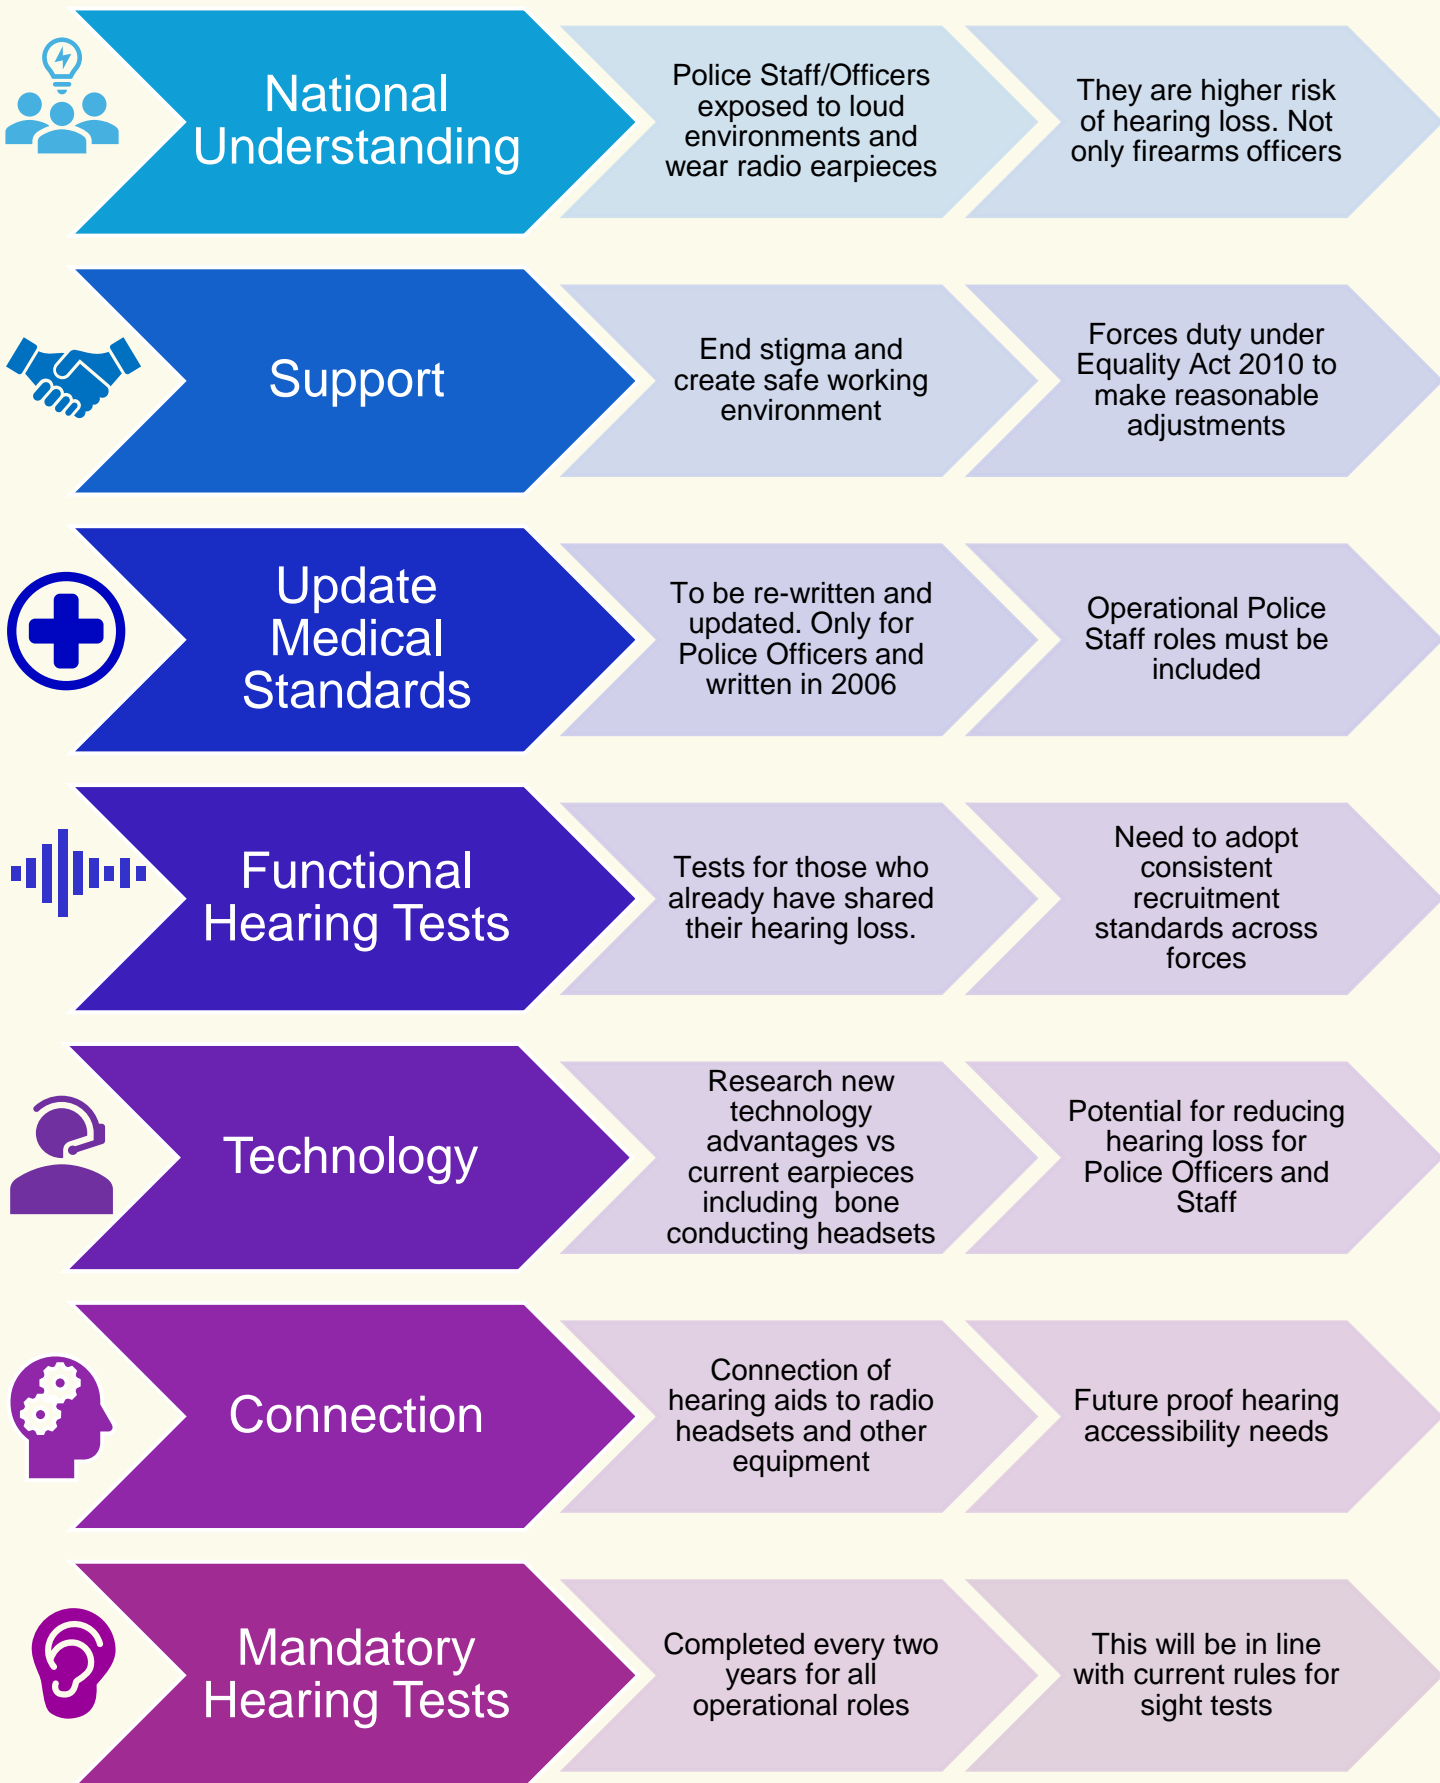 National
Understanding
Police Staff/Officers
exposed to loud
environments and
wear radio earpieces
They are higher risk
of hearing loss. Not
only firearms officers
Support
End stigma and
create safe working
environment
Forces duty under
Equality Act 2010 to
make reasonable
adjustments
Update
Medical
Standards
To be re-written and
updated. Only for
Police Officers and
written in 2006
Operational Police
Staff roles must be
included
Functional
Hearing Tests
Tests for those who
already have shared
their hearing loss.
Need to adopt
consistent
recruitment
standards across
forces
Technology
Research new
technology
advantages vs
current earpieces
including bone
conducting headsets
Potential for reducing
hearing loss for
Police Officers and
Staff
Connection
Connection of
hearing aids to radio
headsets and other
equipment
Future proof hearing
accessibility needs
Mandatory
Hearing Tests
Completed every two
years for all
operational roles
This will be in line
with current rules for
sight tests